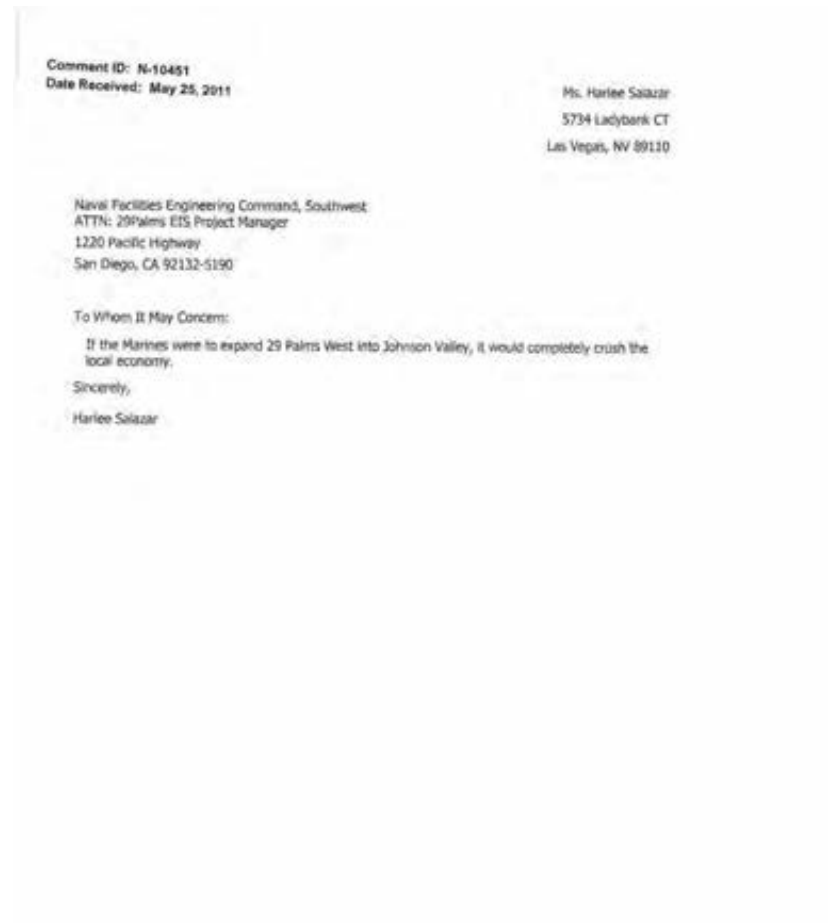 Comment ID: N-10451
Date Received: May 25, 2011
Ms. Harlee Salazar
5734 Ladybank CT
Las Vegas, NV 89110
Naval Facilities Engineering Command, Southwest
ATTN: 29Palms EIS Project Manager
1220 Pacific Highway
San Diego, CA 92132-5190
To Whom It May Concern:
If the Marines were to expand 29 Palms West into Johnson Valley, it would completely crush the
local economy.
Sincerely,
Harlee Salazar